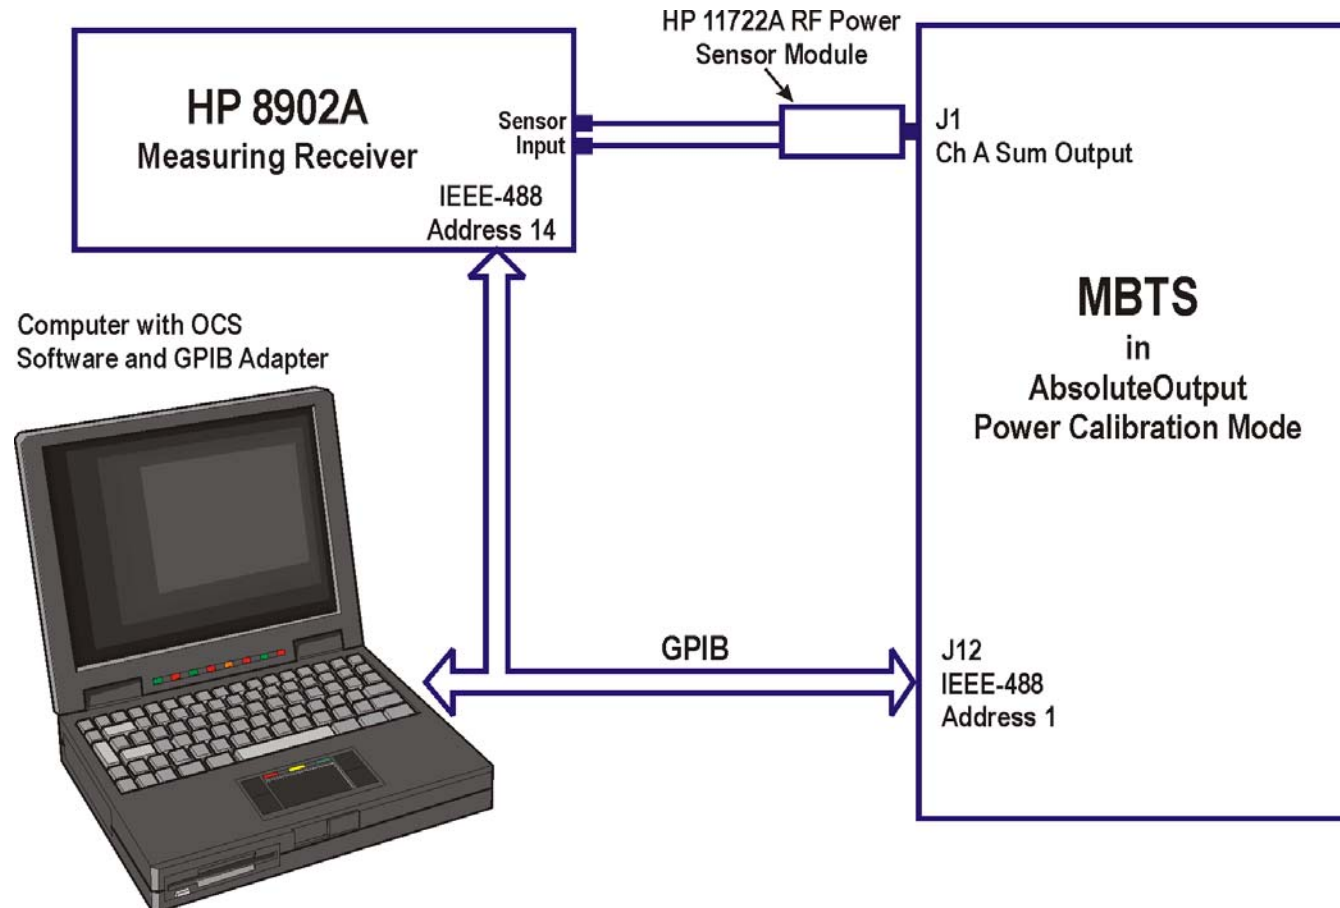 HP 11722A RF Power
Sensor Module
HP 8902A
Measuring Receiver
Sensor
Input
IEEE-488
Address 14
J1
Ch A Sum Output
MBTS
in
AbsoluteOutput
Power Calibration Mode
Computer with OCS
Software and GPIB Adapter
GPIB
J12
IEEE-488
Address 1